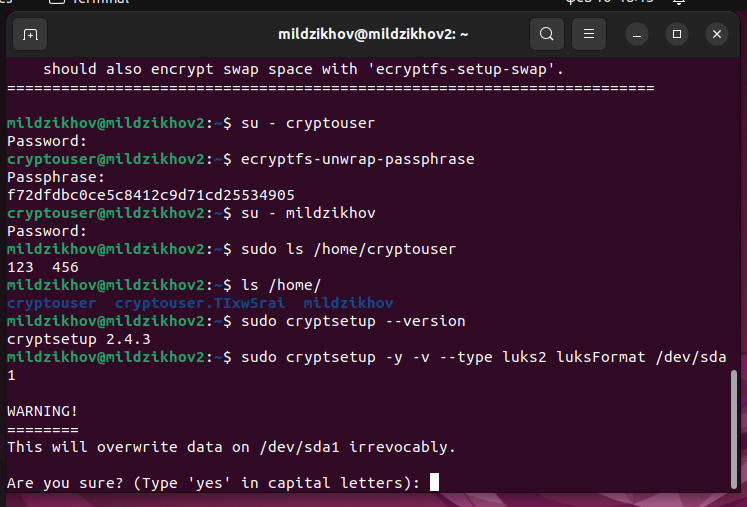 Terminal
mildzikhov@mildzikhov2: ~
should also encrypt swap space with 'ecryptfs-setup-swap'.
========================================================================
mildzikhov@mildzikhov2:~$ su - cryptouser
Password:
cryptouser@mildzikhov2:~$ ecryptfs-unwrap-passphrase
Passphrase:
f72dfdbc0ce5c8412c9d71cd25534905
cryptouser@mildzikhov2:~$ su - mildzikhov
Password:
mildzikhov@mildzikhov2:~$ sudo ls /home/cryptouser
123  456
mildzikhov@mildzikhov2:~$ ls /home/
cryptouser  cryptouser.TIxw5rai  mildzikhov
mildzikhov@mildzikhov2:~$ sudo cryptsetup --version
cryptsetup 2.4.3
mildzikhov@mildzikhov2:~$ sudo cryptsetup -y -v --type luks2 luksFormat /dev/sda
1
WARNING!
========
This will overwrite data on /dev/sda1 irrevocably.
Are you sure? (Type 'yes' in capital letters):